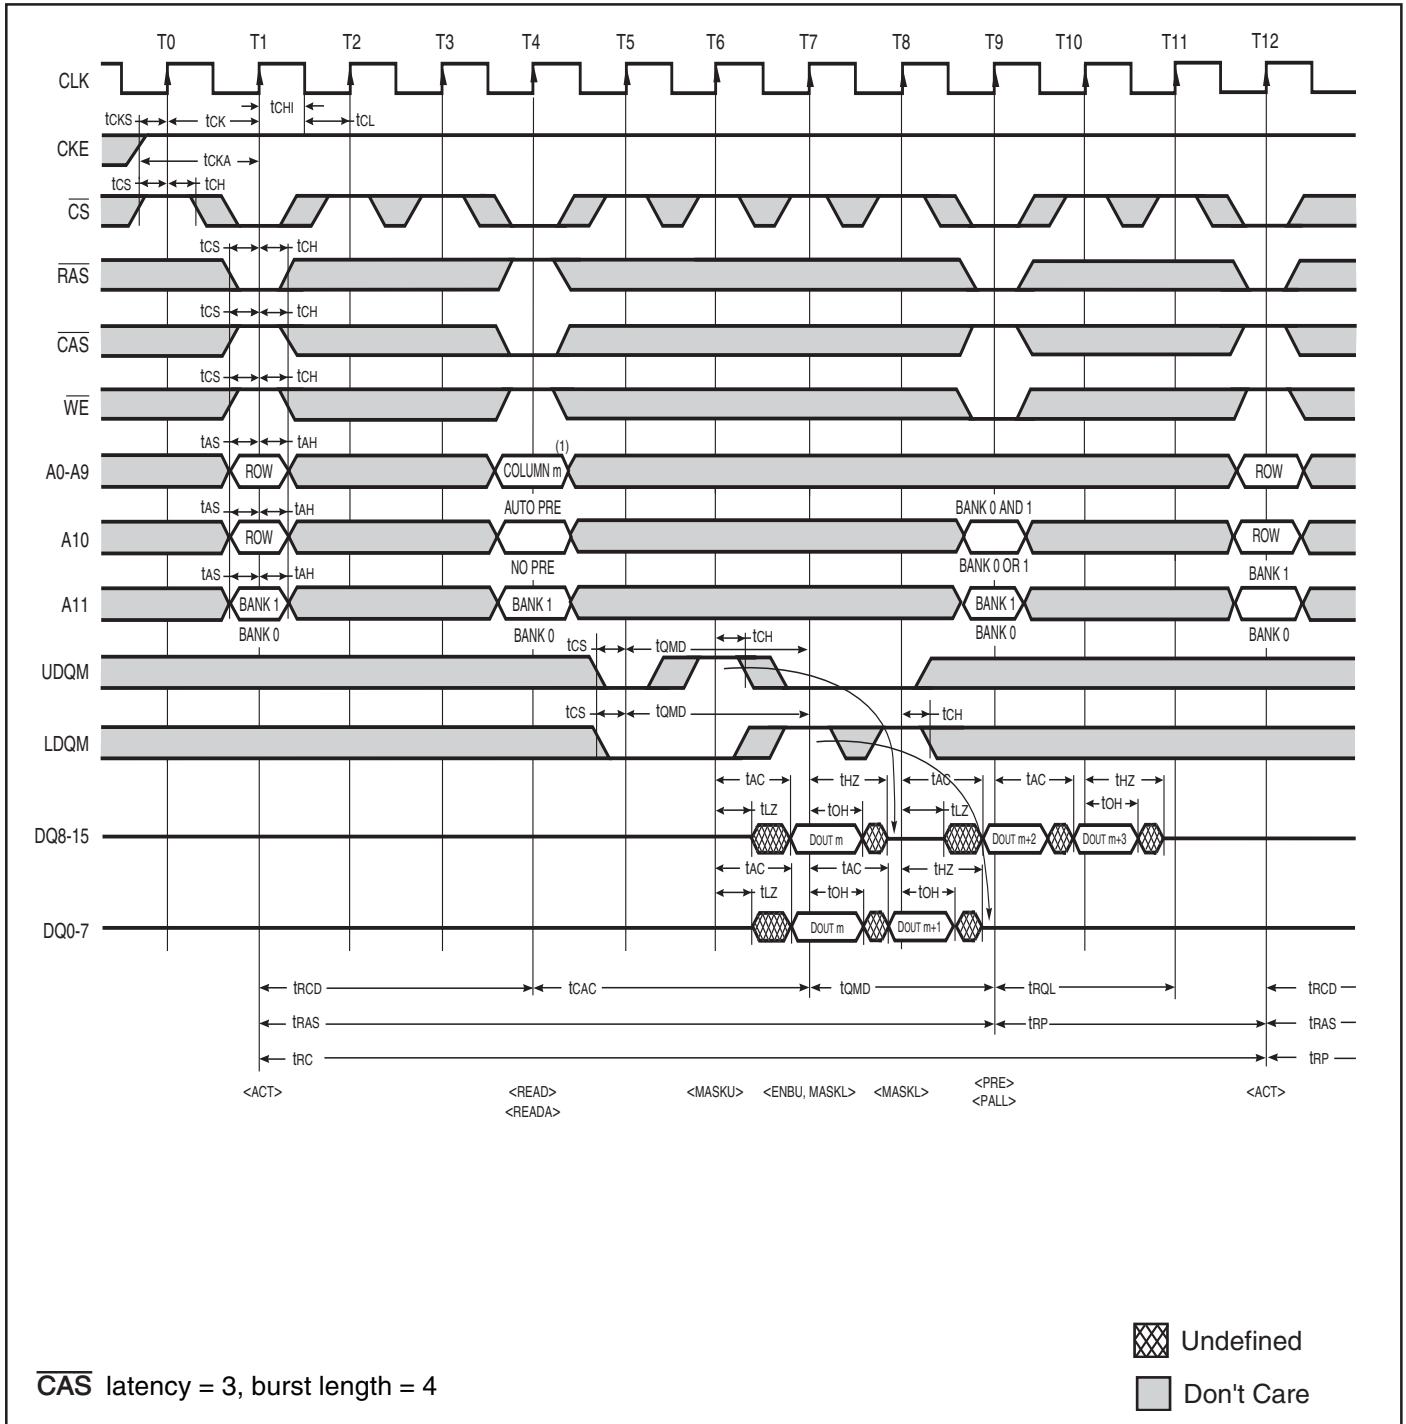 T0 T1 T2 T3 T4 T5 T6 T7 T8 T9 T10 T11 T12
CLK
tCHI
tCKS tCK tCL
CKE
tCKA
tCS tCH
CS
tCS tCH
RAS
tCS tCH
CAS
tCS tCH
WE
tAS tAH (1)
A0-A9 ROW COLUMN m ROW
tAS tAH AUTO PRE BANK 0 AND 1
A10 ROW ROW
tAS tAH NO PRE BANK 0 OR 1 BANK 1
A11 BANK 1 BANK 1 BANK 1
BANK 0 BANK 0 BANK 0 BANK 0
tCS tQMD tCH
UDQM
tCS tQMD tCH
LDQM
tAC tHZ tAC tAC tHZ
tLZ tOH tLZ tOH
DQ8-15 DOUT m DOUT m+2 DOUT m+3
tAC tAC tHZ
tLZ tOH tOH
DQ0-7 DOUT m DOUT m+1
tRCD tCAC tQMD tRQL tRCD
tRAS tRP tRAS
tRC tRP
<ACT> <READ> <MASKU> <ENBU, MASKL> <MASKL> <PRE> <ACT>
<READA> <PALL>
Undefined
CAS latency = 3, burst length = 4
Don't Care